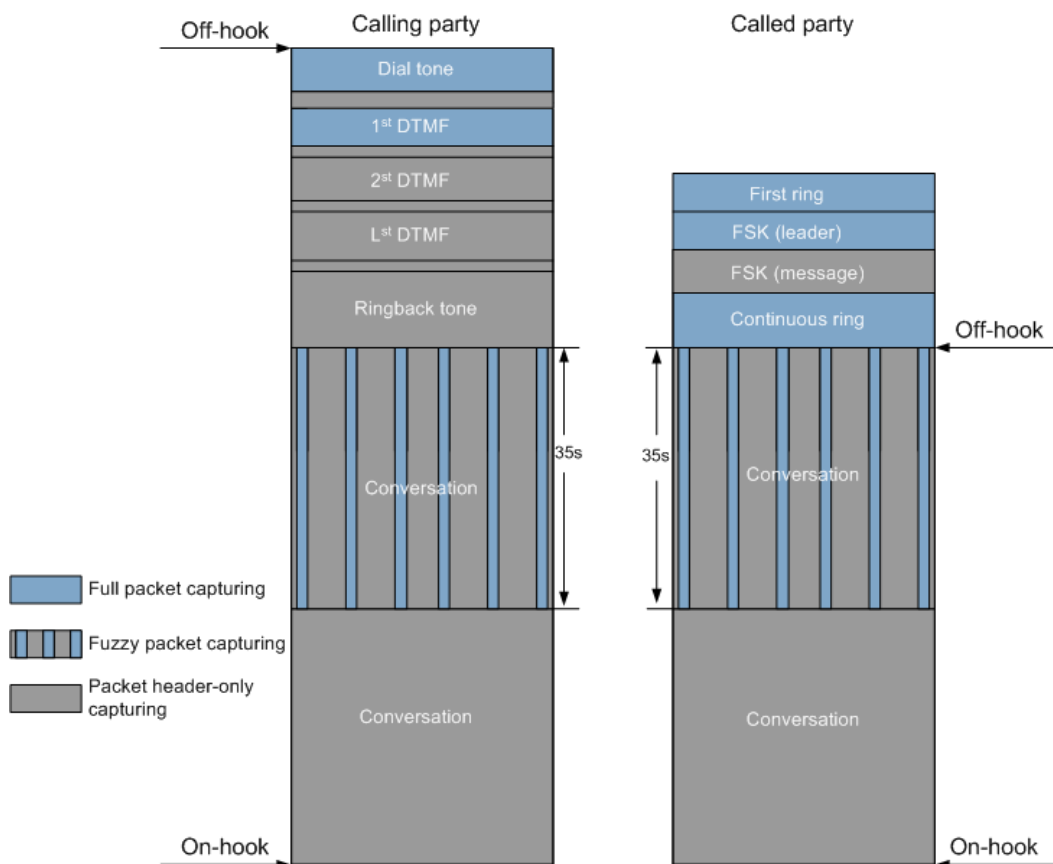 Calling party
Called party
Off-hook
Dial tone
1st DTMF
2st DTMF
Lst DTMF
Ringback tone
First ring
FSK (leader)
FSK (message)
Continuous ring
Off-hook
35s
35s
Conversation
Conversation
Full packet capturing
Fuzzy packet capturing
Packet header-only
capturing
Conversation
Conversation
On-hook
On-hook